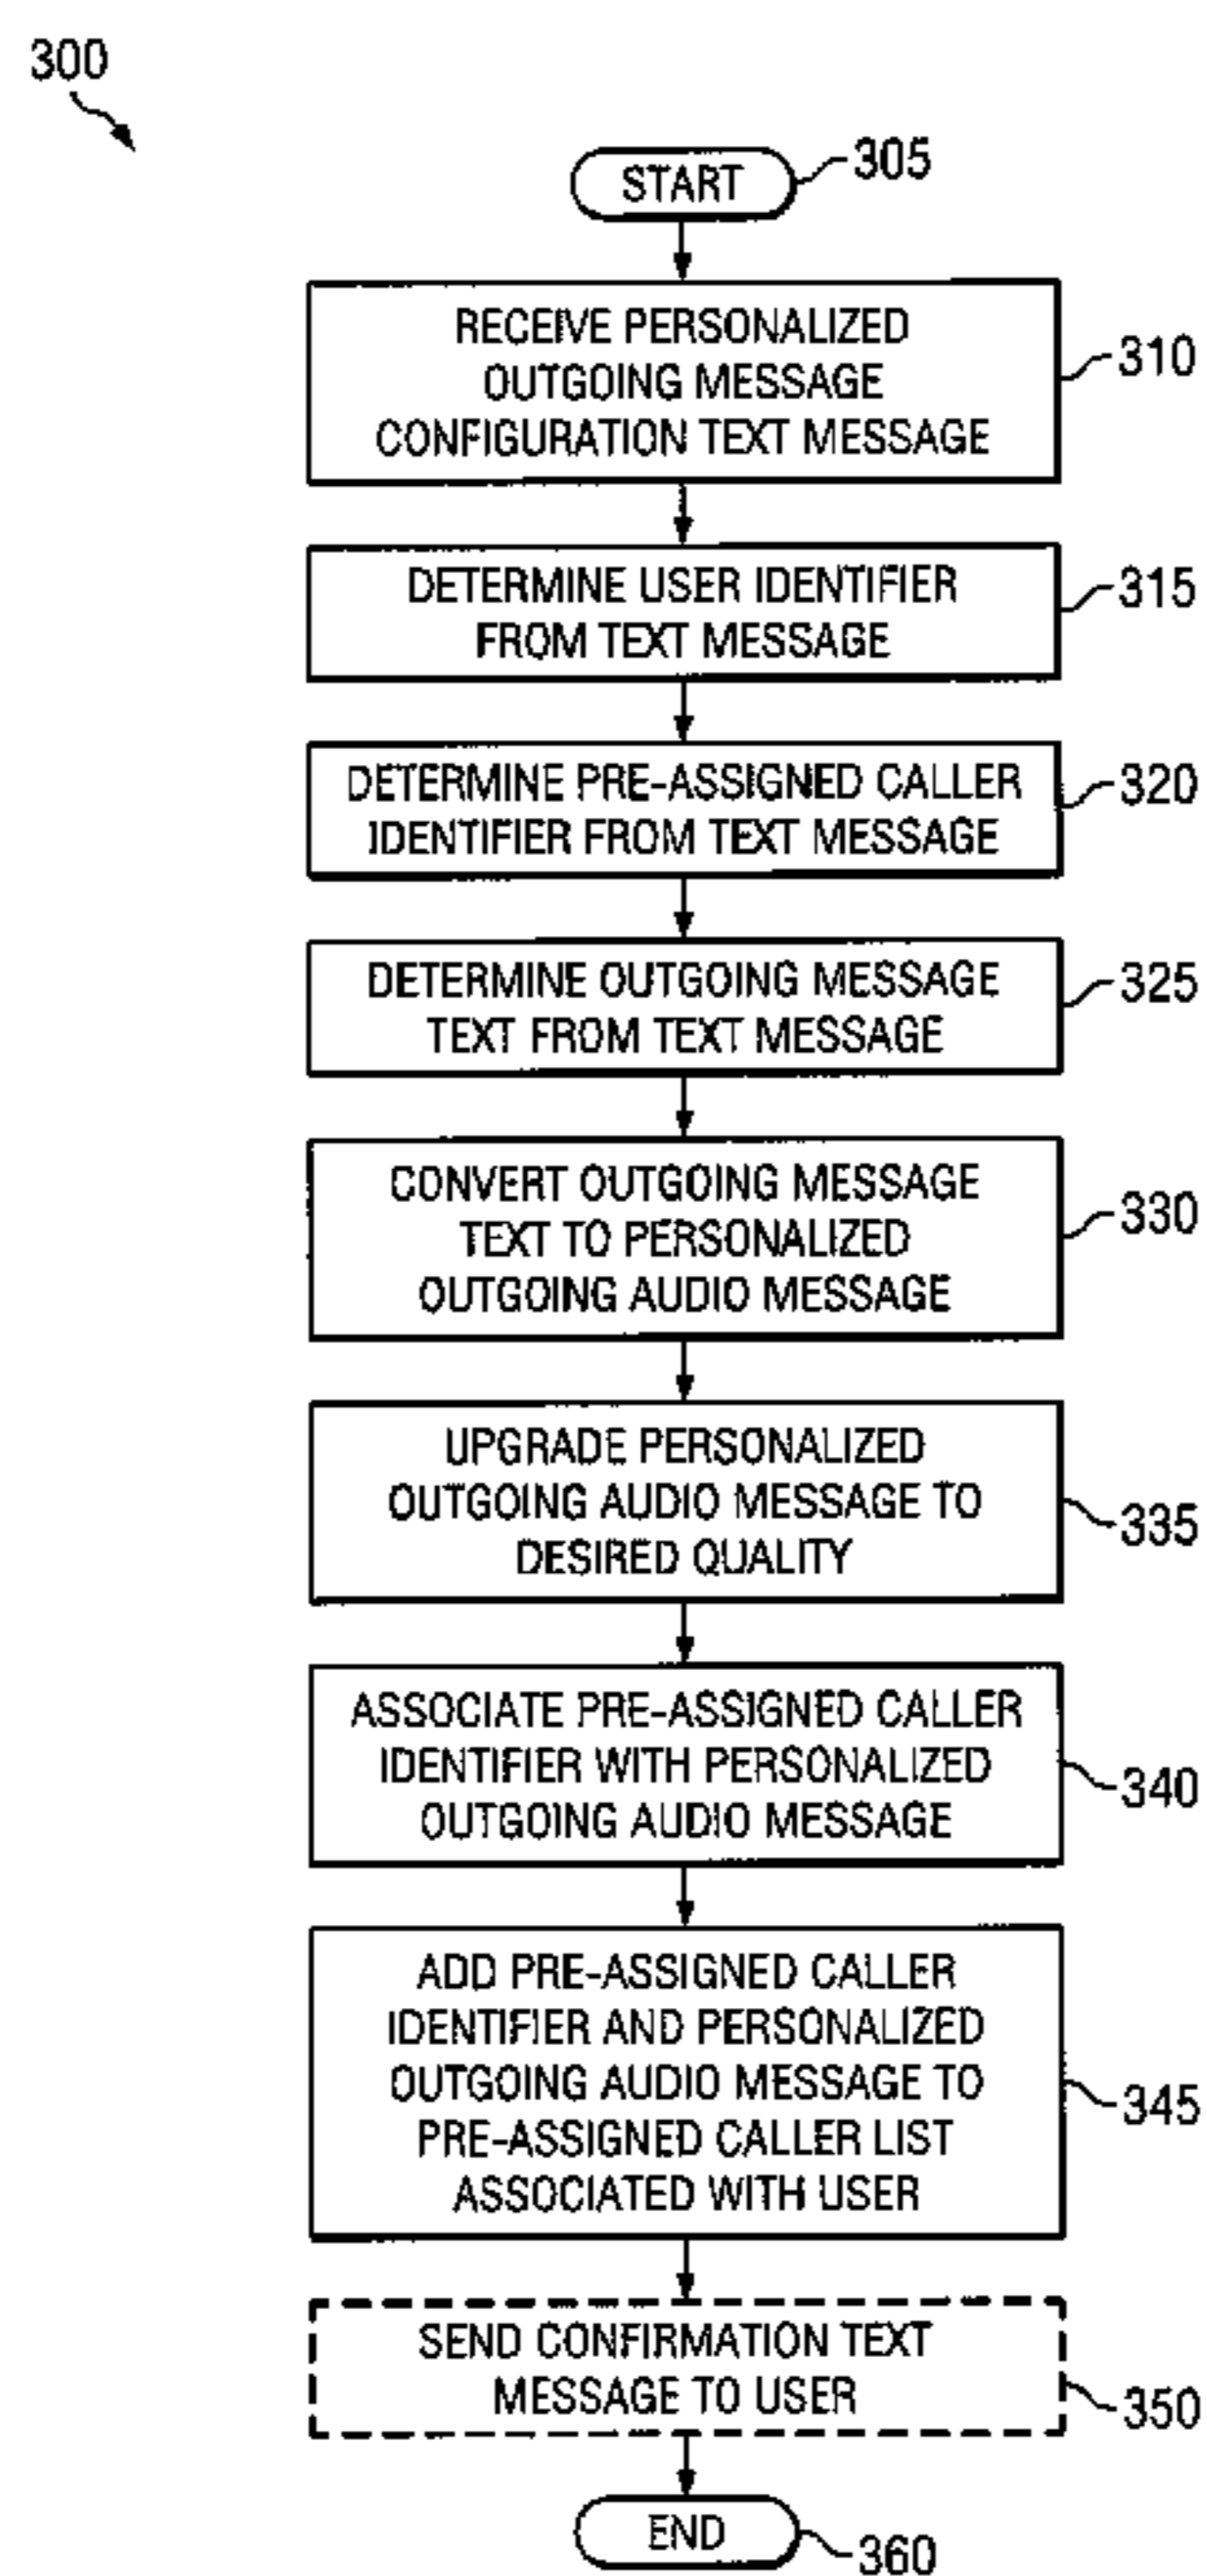 300
START
305
RECEIVE PERSONALIZED
OUTGOING MESSAGE
CONFIGURATION TEXT MESSAGE
310
DETERMINE USER IDENTIFIER
FROM TEXT MESSAGE
315
DETERMINE PRE-ASSIGNED CALLER
IDENTIFIER FROM TEXT MESSAGE
320
DETERMINE OUTGOING MESSAGE
TEXT FROM TEXT MESSAGE
325
CONVERT OUTGOING MESSAGE
TEXT TO PERSONALIZED
OUTGOING AUDIO MESSAGE
330
UPGRADE PERSONALIZED
OUTGOING AUDIO MESSAGE TO
DESIRED QUALITY
335
ASSOCIATE PRE-ASSIGNED CALLER
IDENTIFIER WITH PERSONALIZED
OUTGOING AUDIO MESSAGE
340
ADD PRE-ASSIGNED CALLER
IDENTIFIER AND PERSONALIZED
OUTGOING AUDIO MESSAGE TO
PRE-ASSIGNED CALLER LIST
ASSOCIATED WITH USER
345
SEND CONFIRMATION TEXT
MESSAGE TO USER
350
END
360